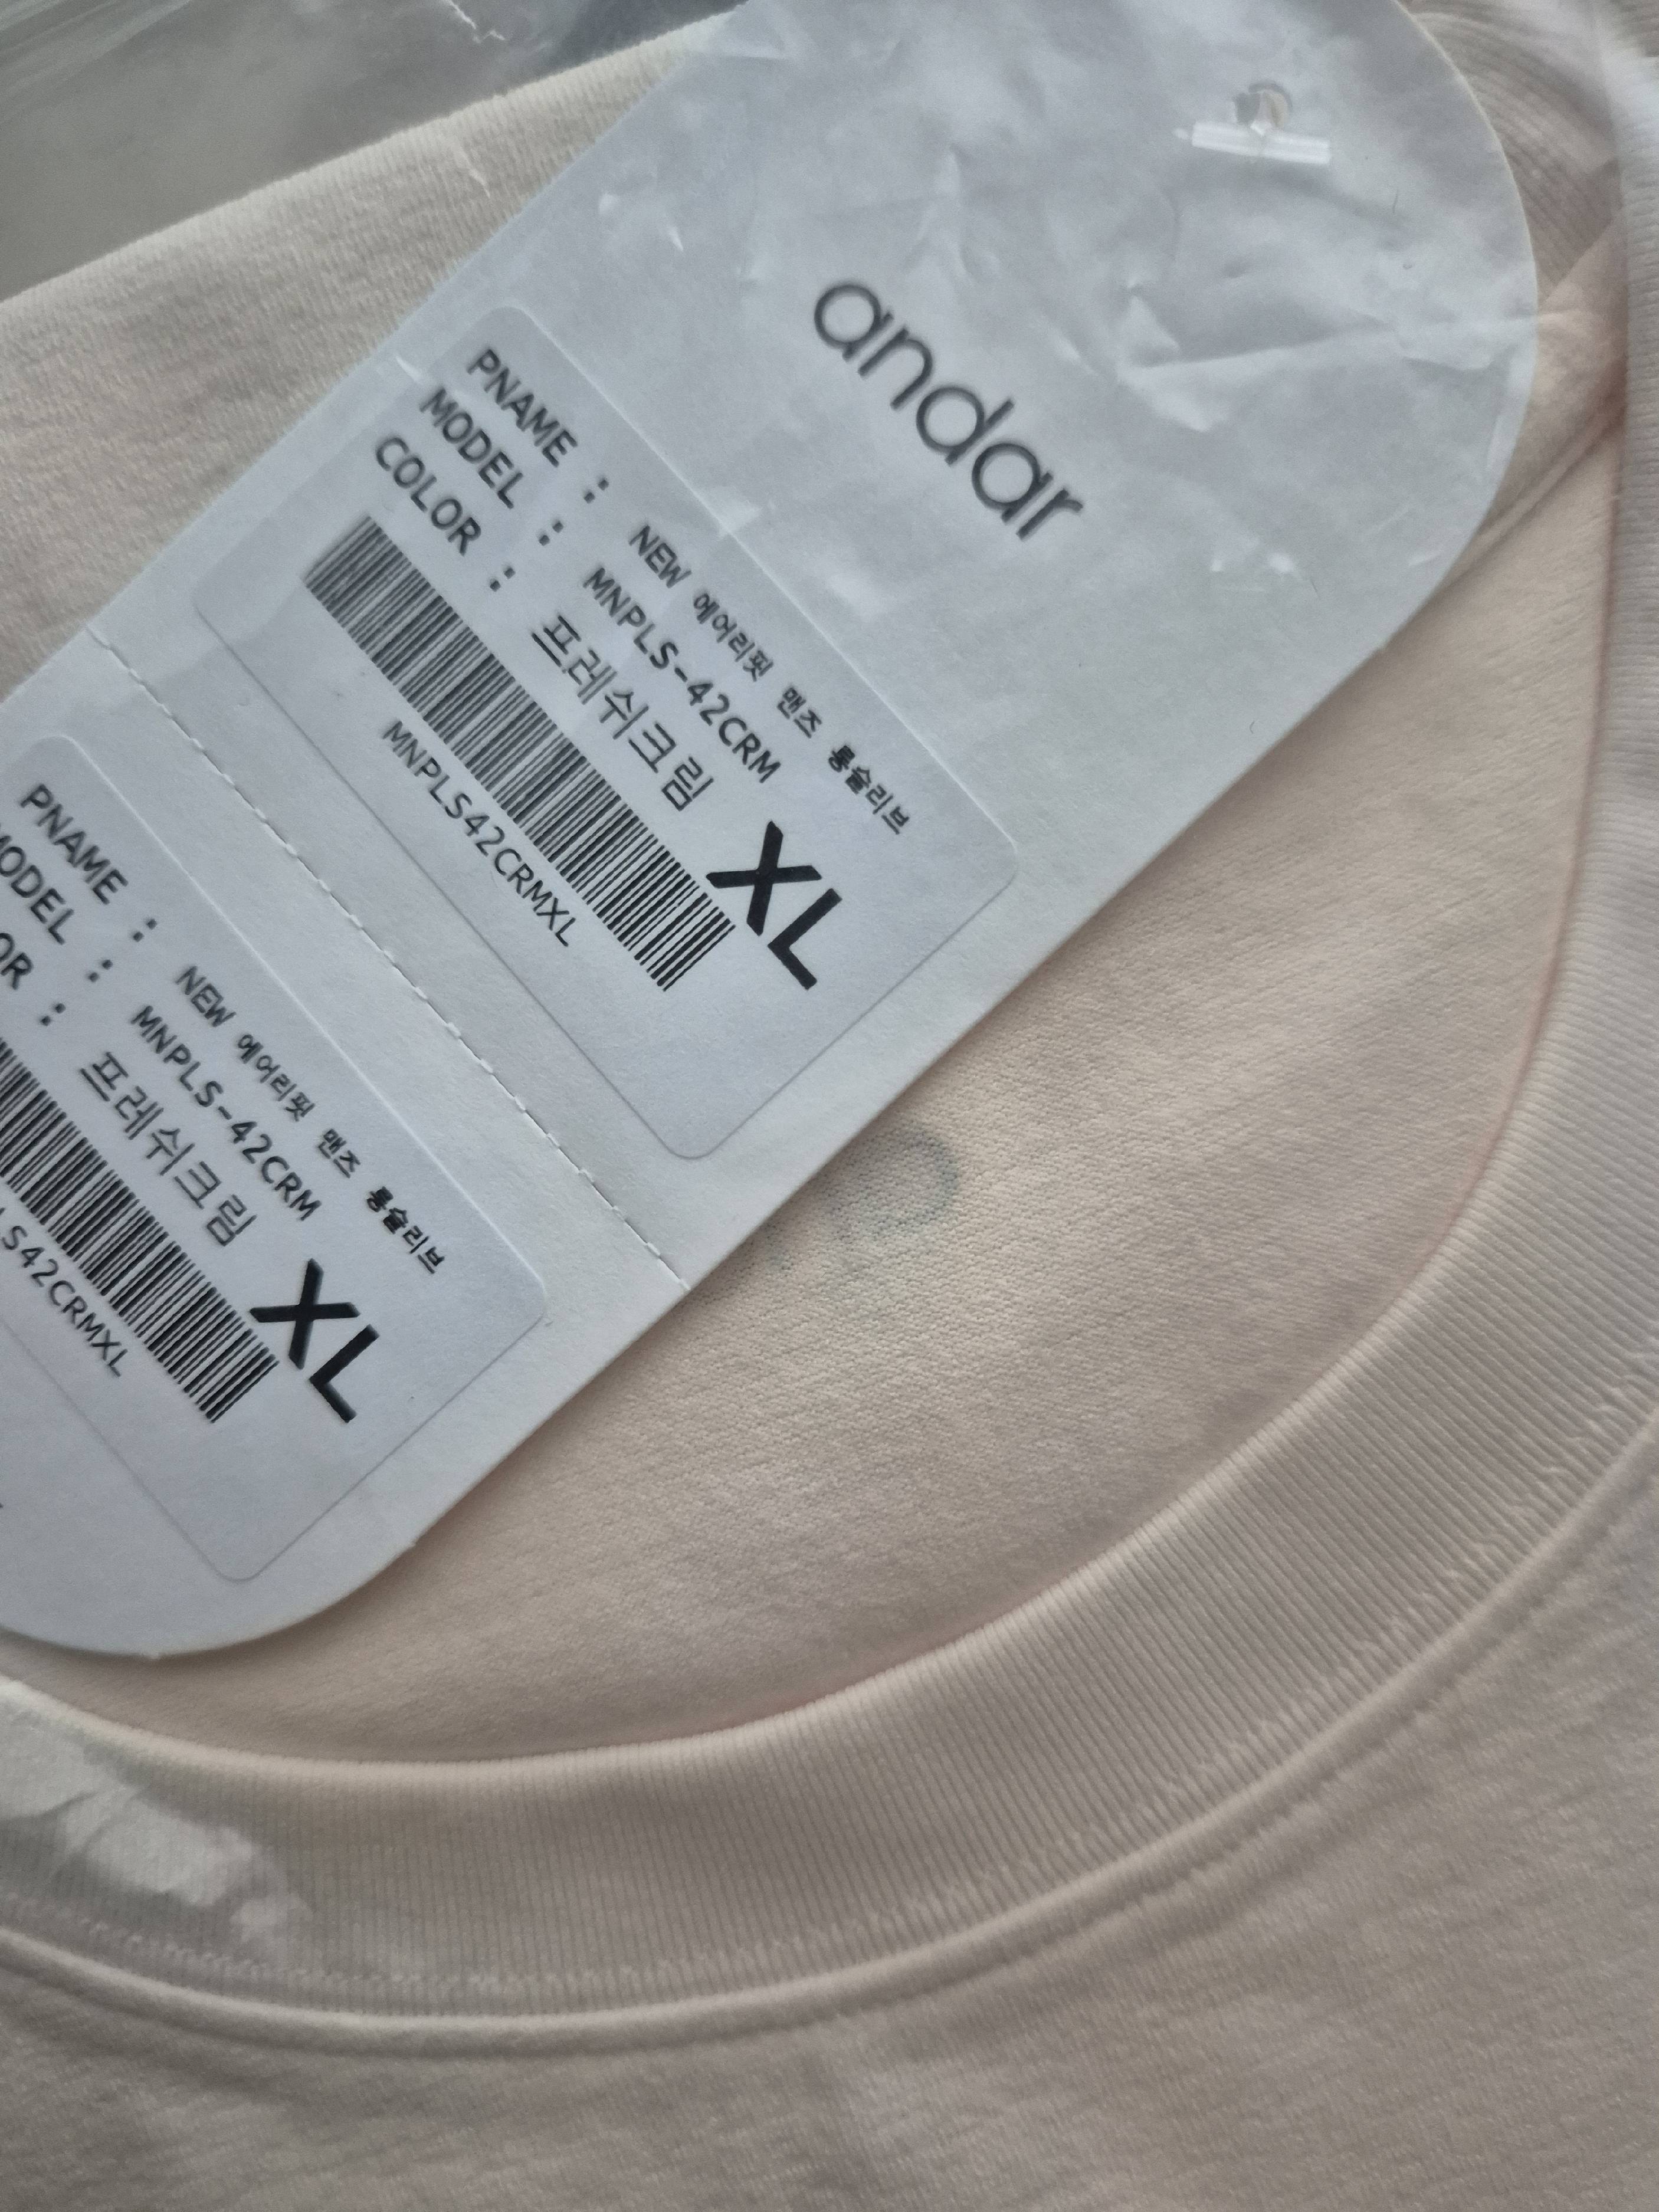 andar
PNAME : NEW 에어리핏 맨즈 롱슬리브
MODEL : MNPLS-42CRM
COLOR : 프레쉬크림
XL
MNPLS42CRMXL
PNAME : NEW 에어리핏 맨즈 롱슬리브
MODEL : MNPLS-42CRM
OR : 프레쉬크림
XL
LS42CRMXL